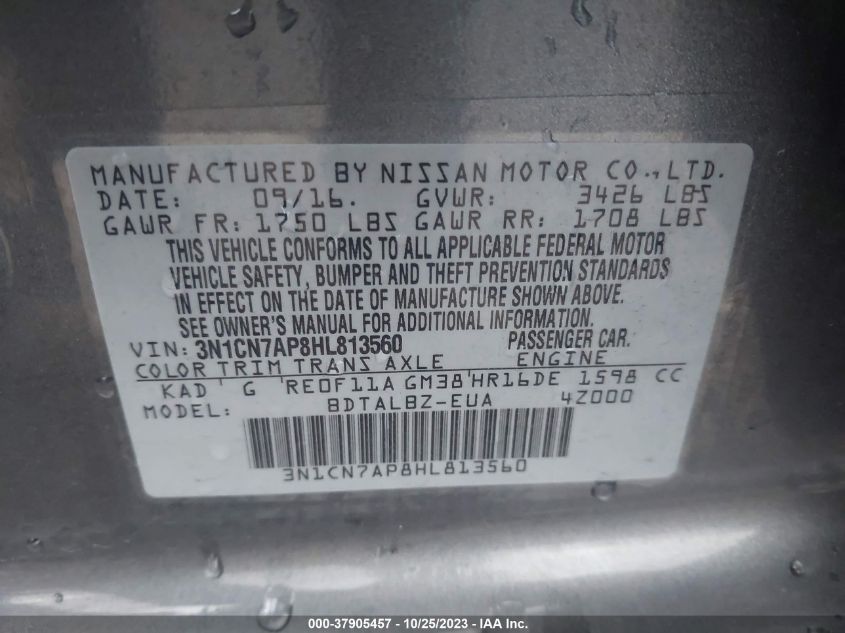 MANUFACTURED BY NISSAN MOTOR CO., LTD.
DATE: 09/16. GVWR: 3426 LBS
GAWR FR: 1750 LBS GAWR RR: 1708 LBS
THIS VEHICLE CONFORMS TO ALL APPLICABLE FEDERAL MOTOR
VEHICLE SAFETY, BUMPER AND THEFT PREVENTION STANDARDS
IN EFFECT ON THE DATE OF MANUFACTURE SHOWN ABOVE.
SEE OWNER'S MANUAL FOR ADDITIONAL INFORMATION.
VIN: 3N1CN7AP8HL813560 PASSENGER CAR.
COLOR TRIM TRANS AXLE ENGINE
KAD G RE0F11A GM38 HR16DE 1598 CC
MODEL: BDTALBZ-EUA 4Z000
3N1CN7AP8HL813560
000-37905457 - 10/25/2023 - IAA Inc.